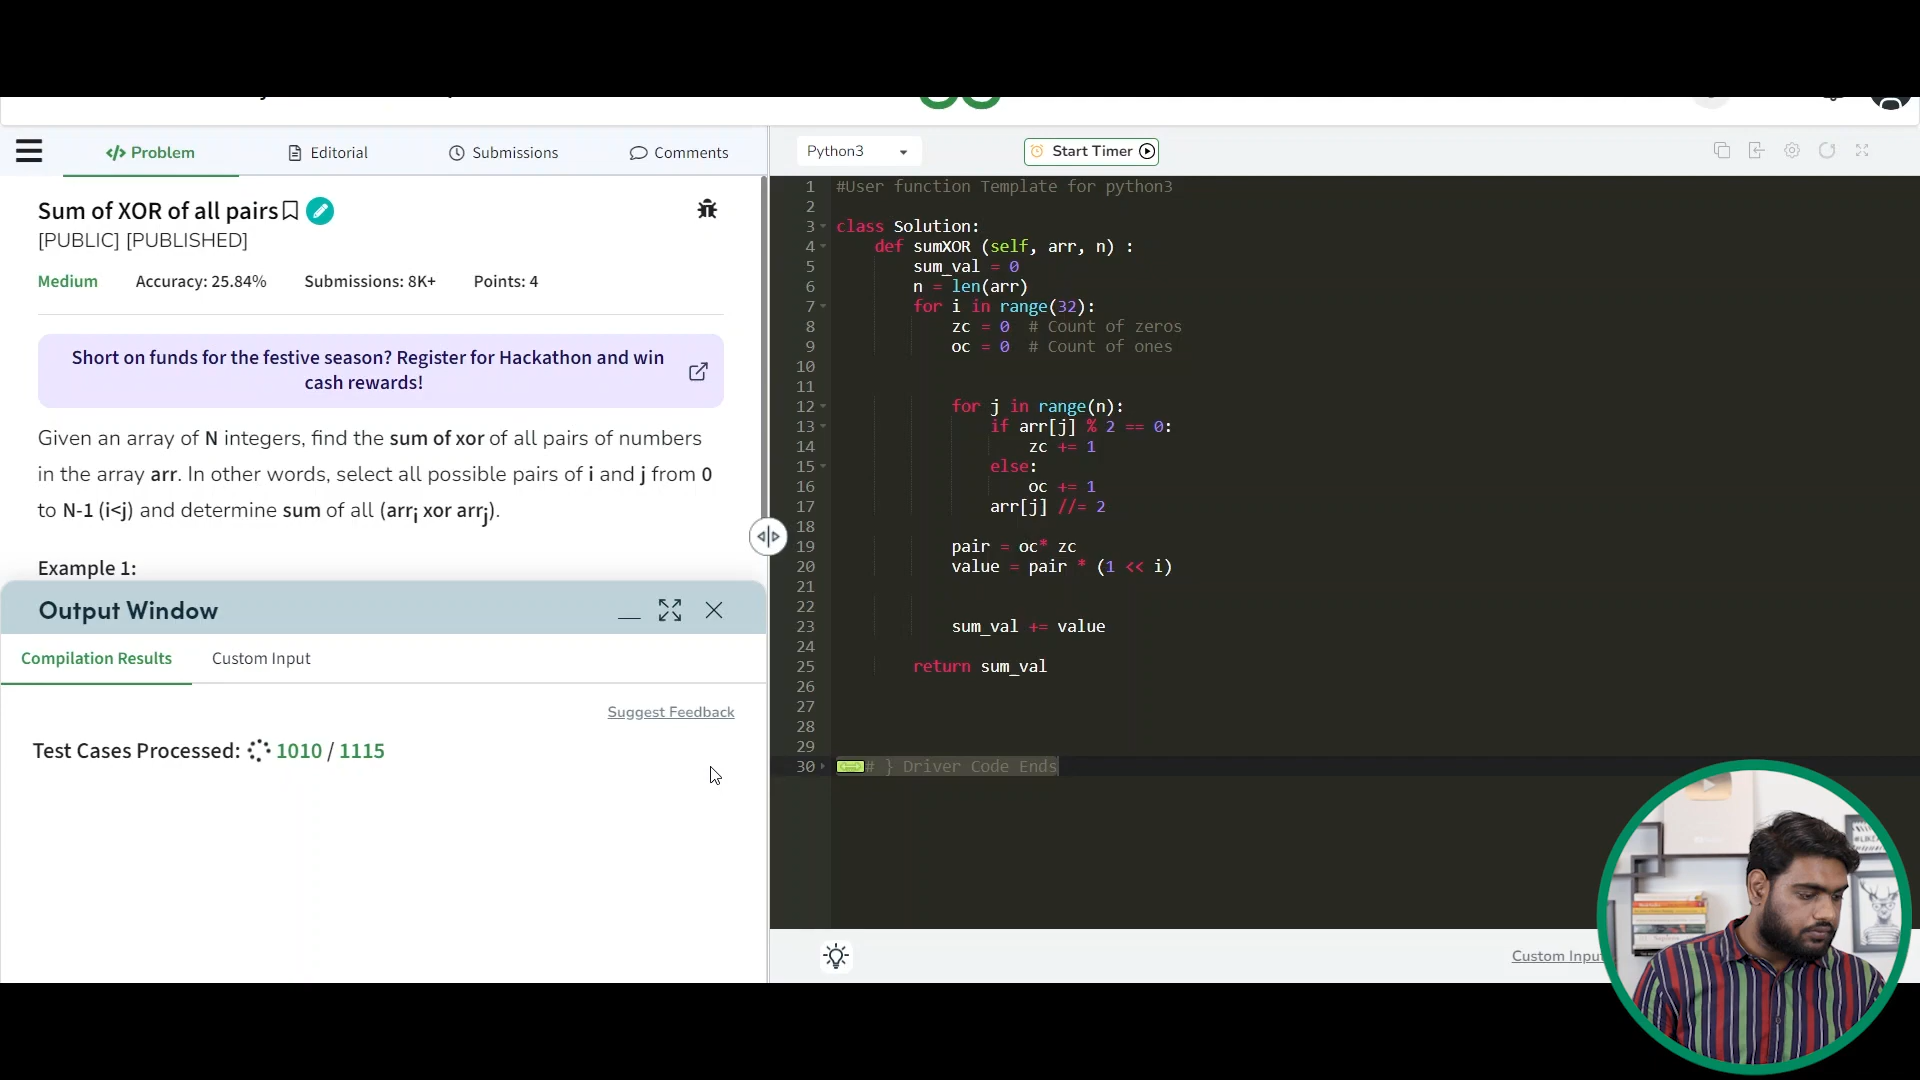 Problem
Editorial
Submissions
Comments
Sum of XOR of all pairs
[PUBLIC] [PUBLISHED]
Medium Accuracy: 25.84% Submissions: 8K+ Points: 4
Short on funds for the festive season? Register for Hackathon and win
cash rewards!
Given an array of N integers, find the sum of xor of all pairs of numbers
in the array arr. In other words, select all possible pairs of i and j from 0
to N-1 (i<j) and determine sum of all (arri xor arrj).
Example 1:
Output Window
Compilation Results Custom Input
Suggest Feedback
Test Cases Processed: 1010 / 1115
Python3
Start Timer
1 #User function Template for python3
2
3 class Solution:
4 def sumXOR (self, arr, n) :
5 sum_val = 0
6 n = len(arr)
7 for i in range(32):
8 zc = 0 # Count of zeros
9 oc = 0 # Count of ones
10
11
12 for j in range(n):
13 if arr[j] % 2 == 0:
14 zc += 1
15 else:
16 oc += 1
17 arr[j] //= 2
18
19 pair = oc* zc
20 value = pair * (1 << i)
21
22
23 sum_val += value
24
25 return sum_val
26
27
28
29
30 # } Driver Code Ends
Custom Input